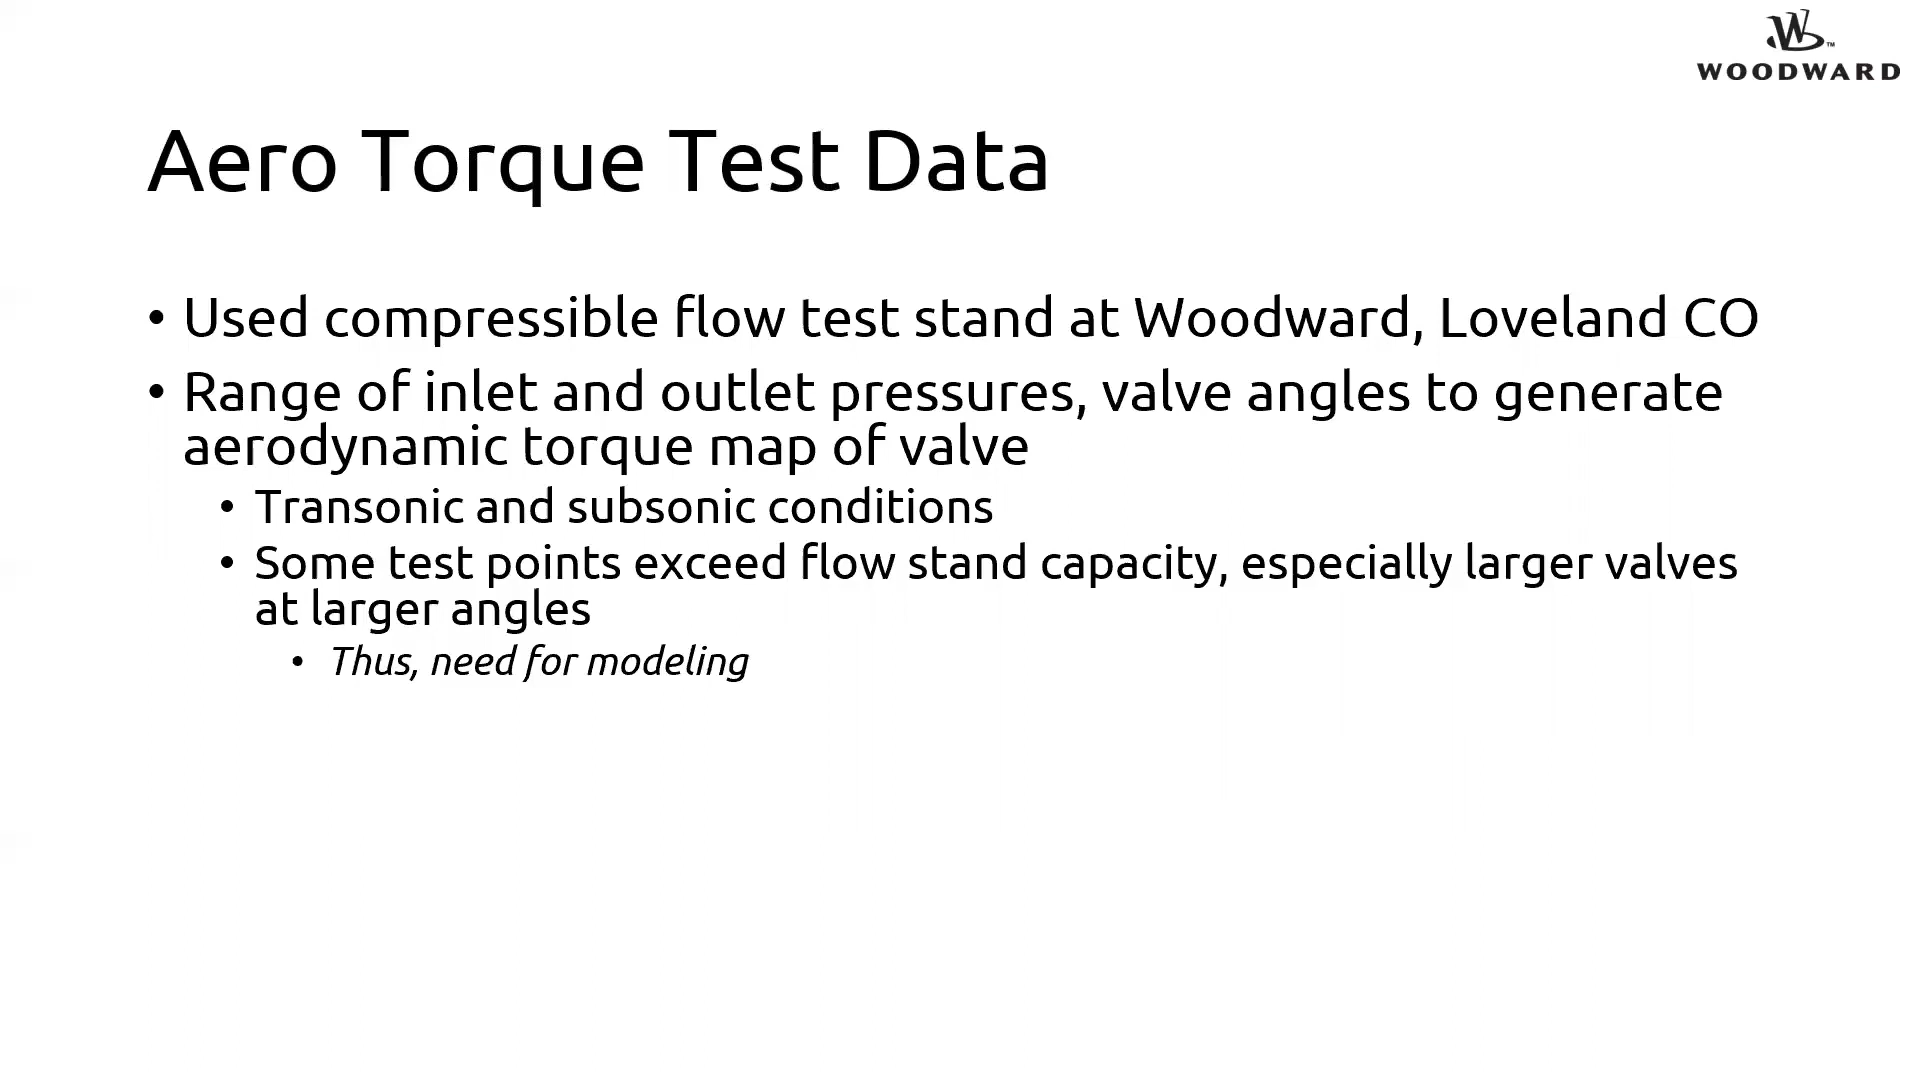 W™
WOODWARD
Aero Torque Test Data
• Used compressible flow test stand at Woodward, Loveland CO
• Range of inlet and outlet pressures, valve angles to generate
aerodynamic torque map of valve
• Transonic and subsonic conditions
• Some test points exceed flow stand capacity, especially larger valves
at larger angles
• Thus, need for modeling